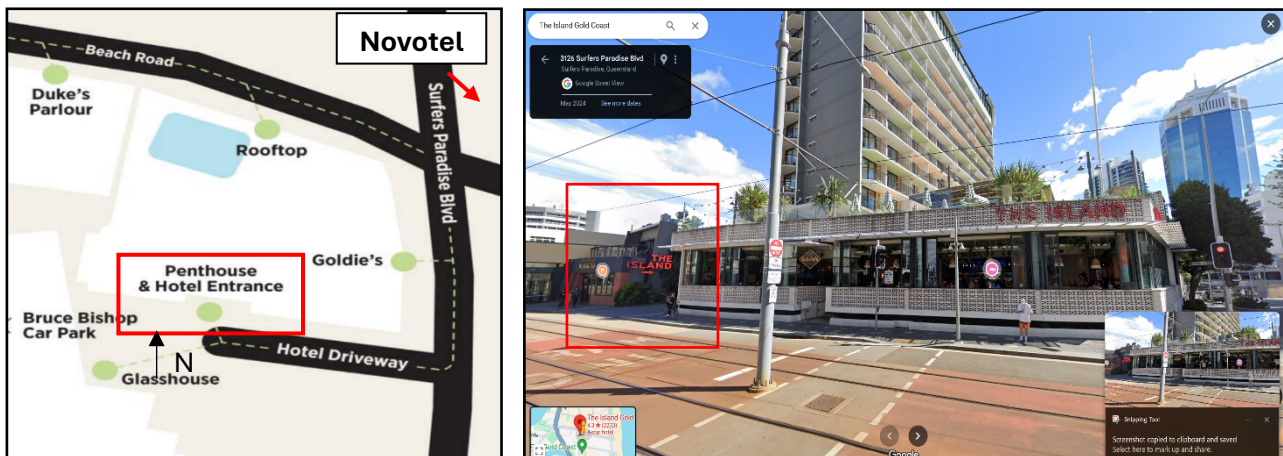 Novotel
Beach Road
Surfers Paradise Blvd
Duke's
Parlour
Rooftop
Goldie's
Penthouse
& Hotel Entrance
Bruce Bishop
Car Park
N
Hotel Driveway
Glasshouse
The Island Gold Coast
3126 Surfers Paradise Blvd
Surfers Paradise, Queensland
Google Street View
May 2024 See more dates
THE ISLAND
THE
ISLAND
The Island Gold
4.3 ★ (2233)
Gold Coast
Google
Snipping Tool
Screenshot copied to clipboard and saved
Select here to mark up and share.